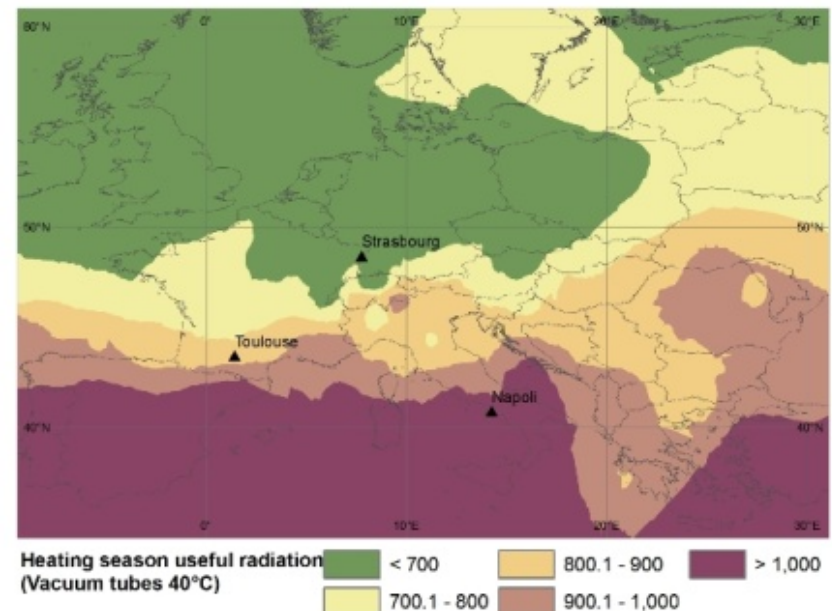 60°N 0° 10°E 20°E 30°E
50°N Strasbourg 50°N
Toulouse
Napoli
40°N 40°N
0° 10°E 20°E 30°E
Heating season useful radiation
(Vacuum tubes 40°C)
< 700 800.1 - 900 > 1,000
700.1 - 800 900.1 - 1,000